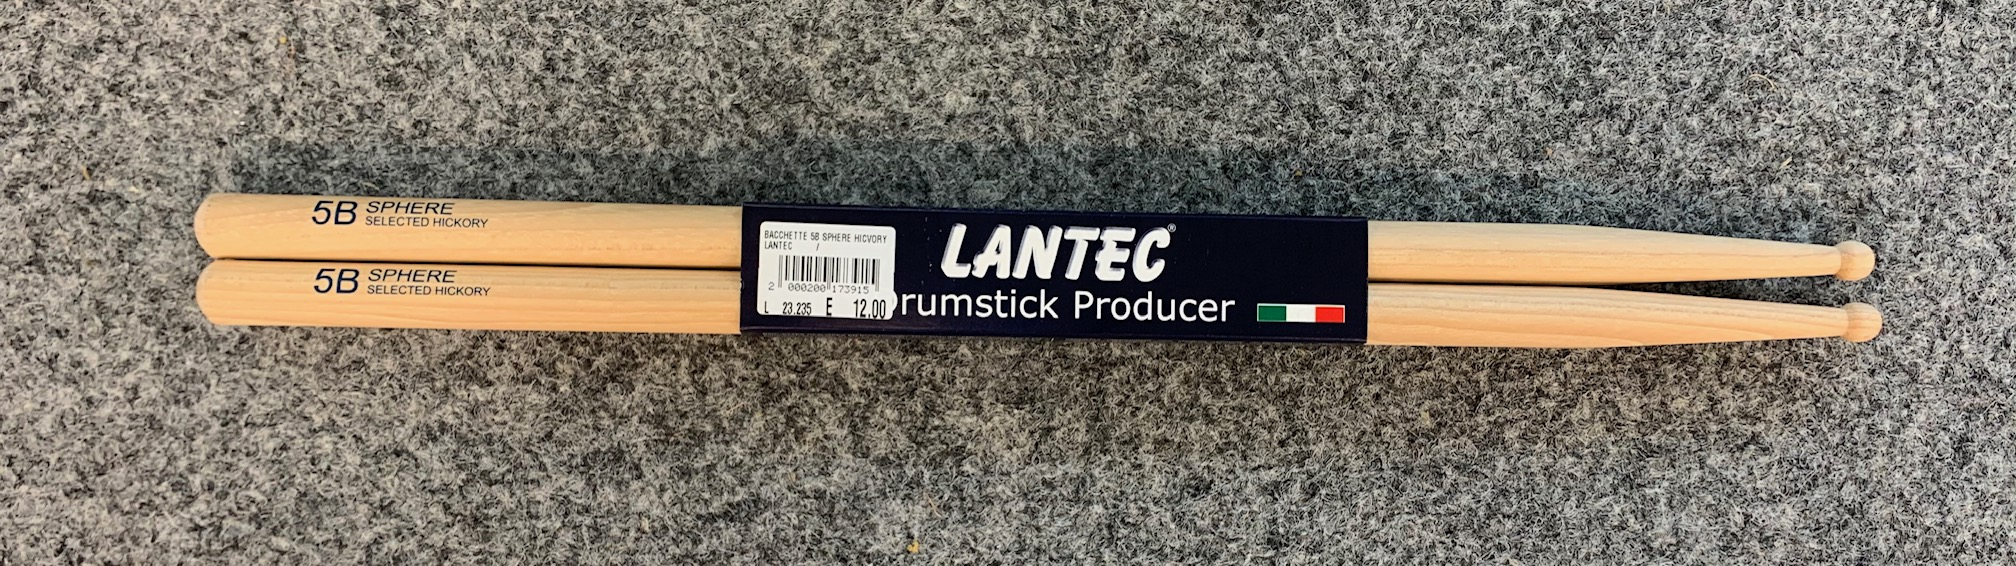 5B SPHERE
SELECTED HICKORY
5B SPHERE
SELECTED HICKORY
BACCHETTE 5B SPHERE HICVORY
LANTEC /
2 000200 173915
L 23.235 E 12.00
LANTEC®
rumstick Producer